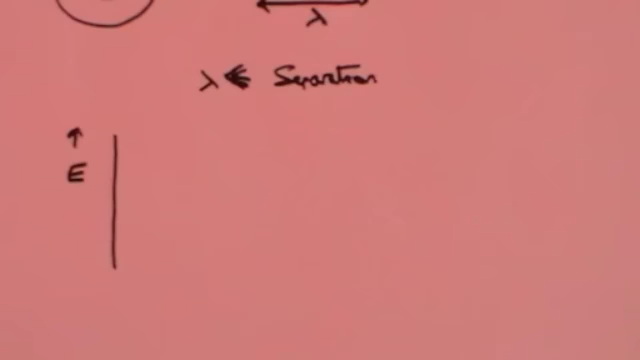 λ
λ ⋘ Separation
↑
E